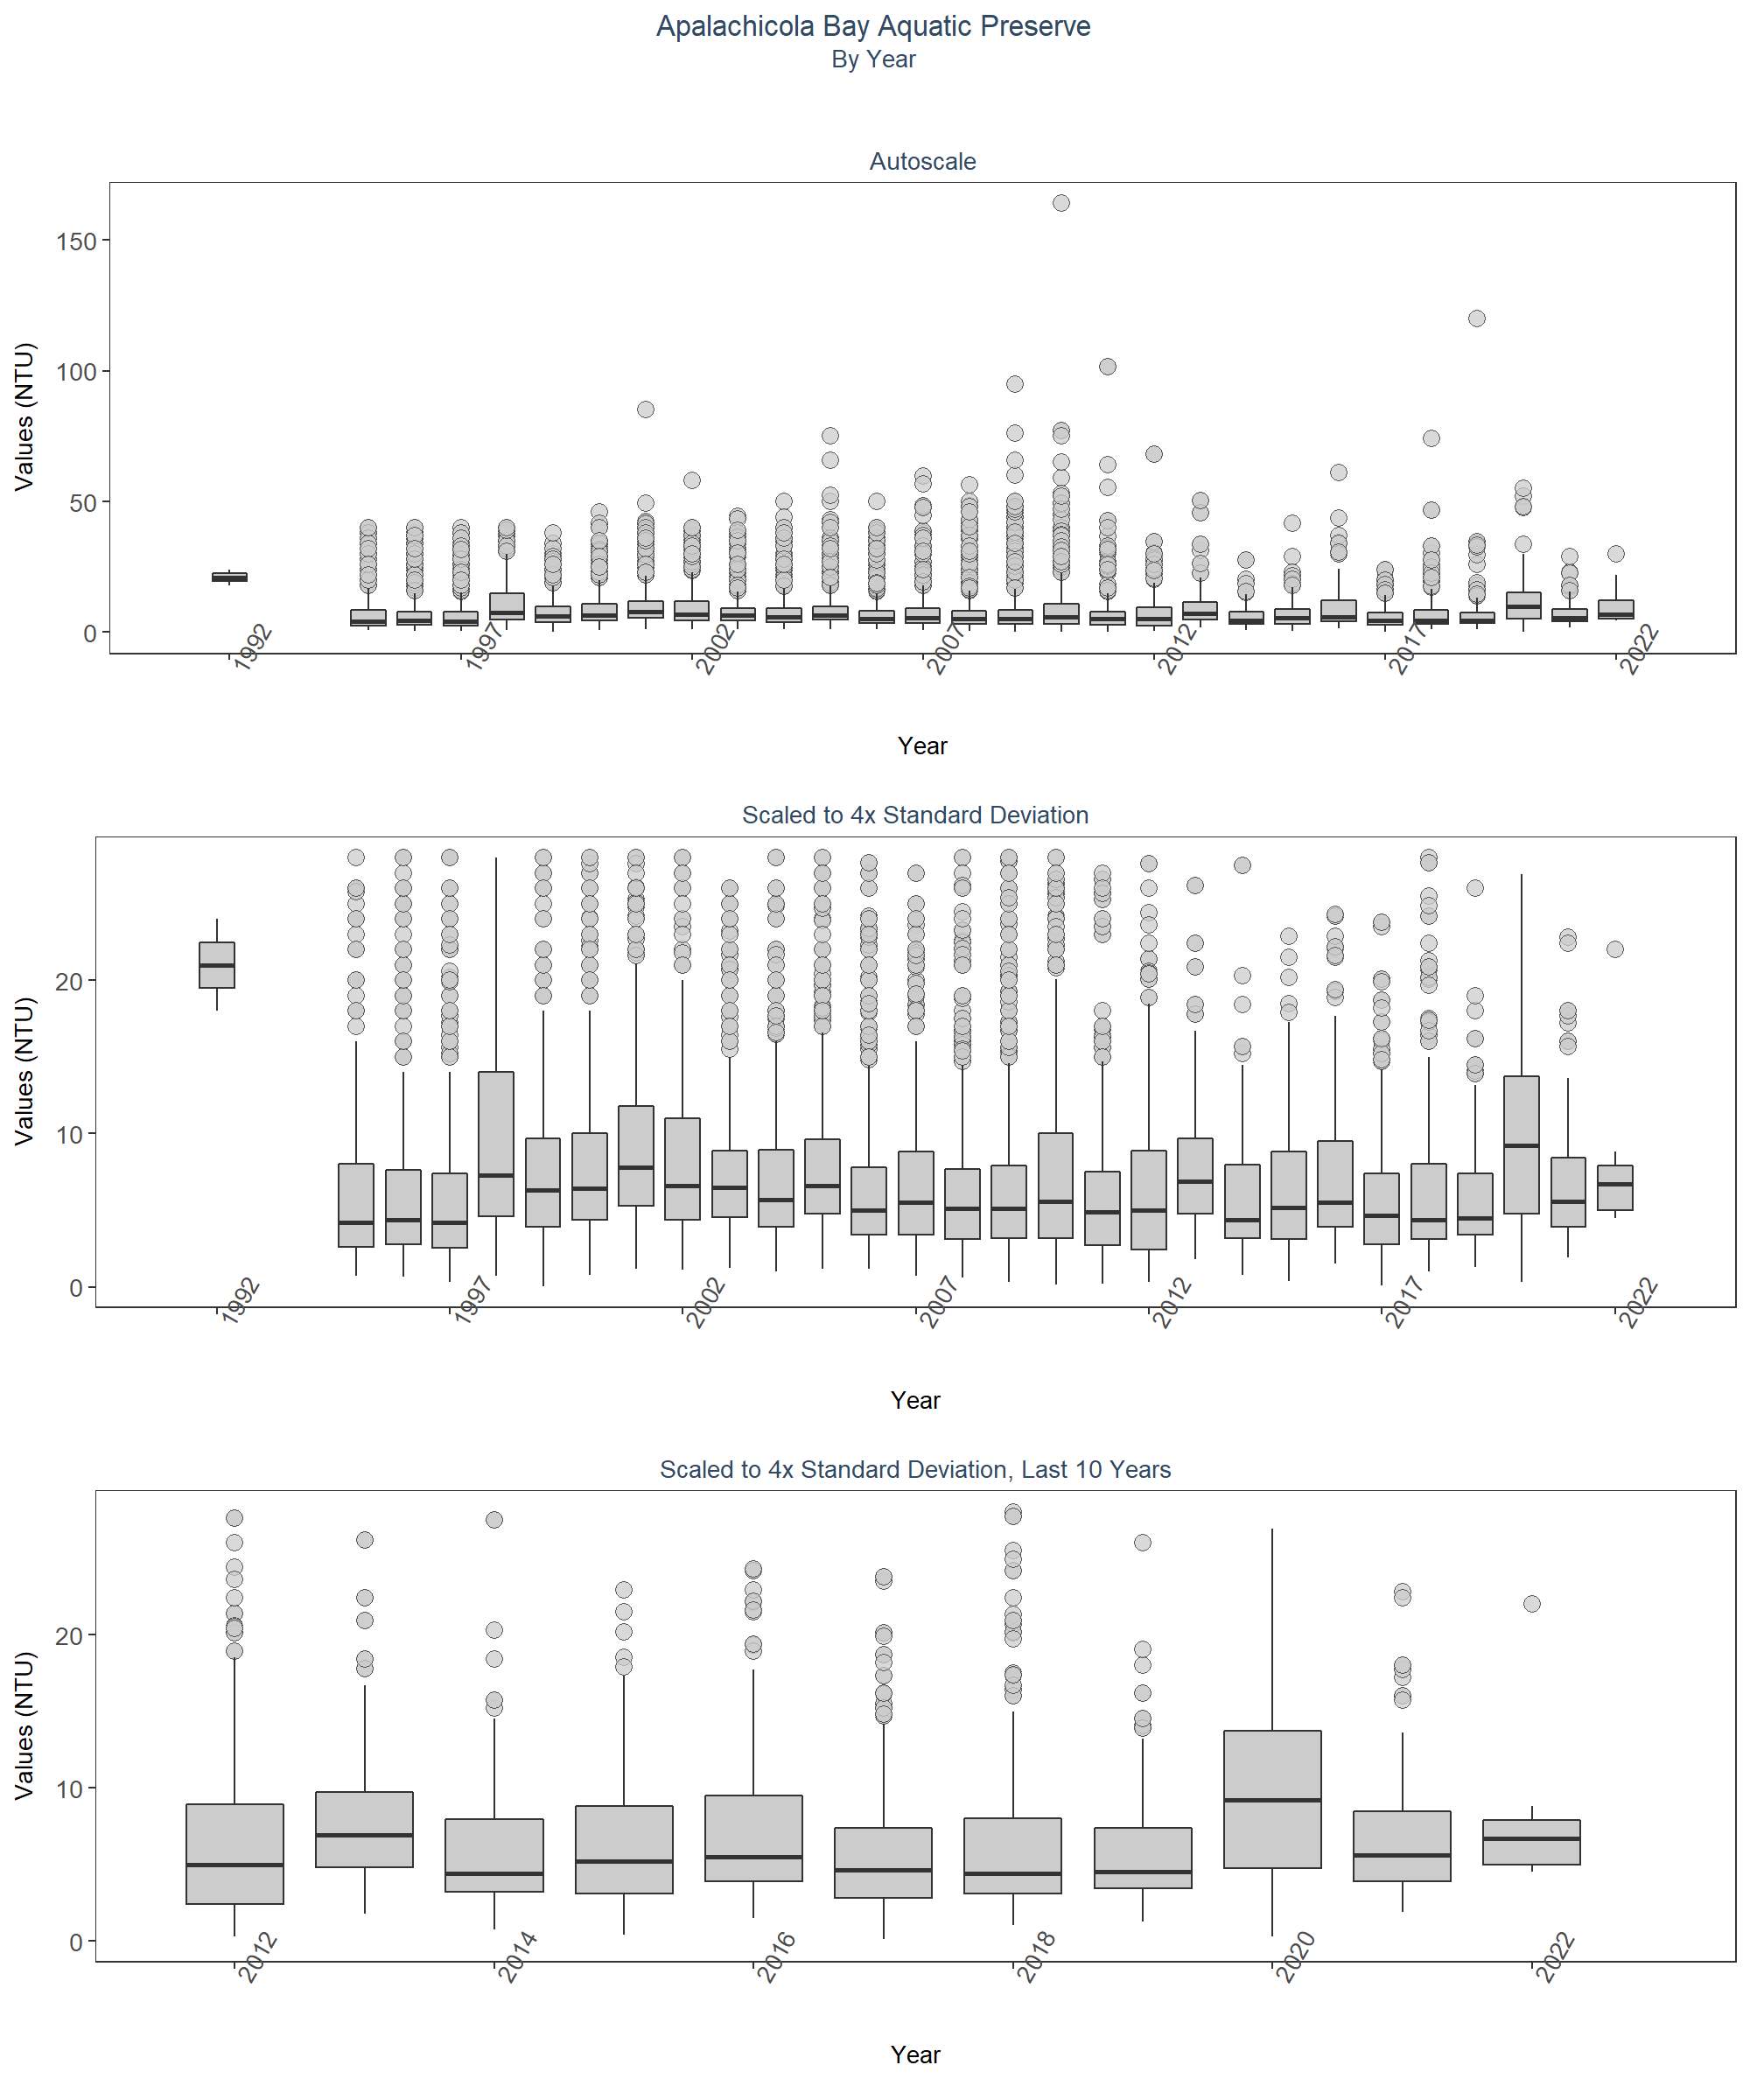 Apalachicola Bay Aquatic Preserve
By Year
Autoscale
Values (NTU)
150
100
50
0
1992 1997 2002 2007 2012 2017 2022
Year
Scaled to 4x Standard Deviation
Values (NTU)
20
10
0
1992 1997 2002 2007 2012 2017 2022
Year
Scaled to 4x Standard Deviation, Last 10 Years
Values (NTU)
20
10
0
2012 2014 2016 2018 2020 2022
Year